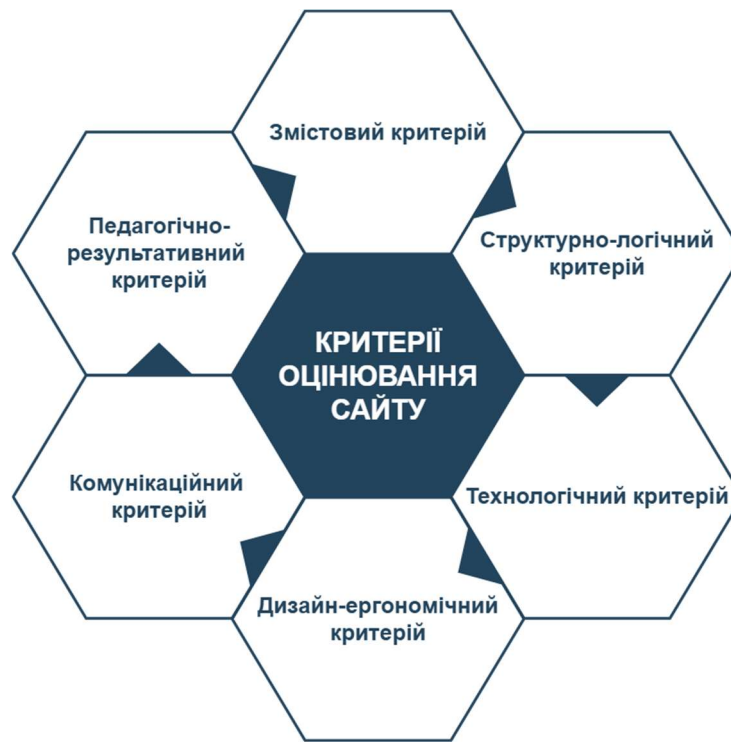 Змістовий критерій
Структурно-логічний
критерій
Технологічний критерій
Дизайн-ергономічний
критерій
Комунікаційний
критерій
Педагогічно-
результативний
критерій
КРИТЕРІЇ
ОЦІНЮВАННЯ
САЙТУ